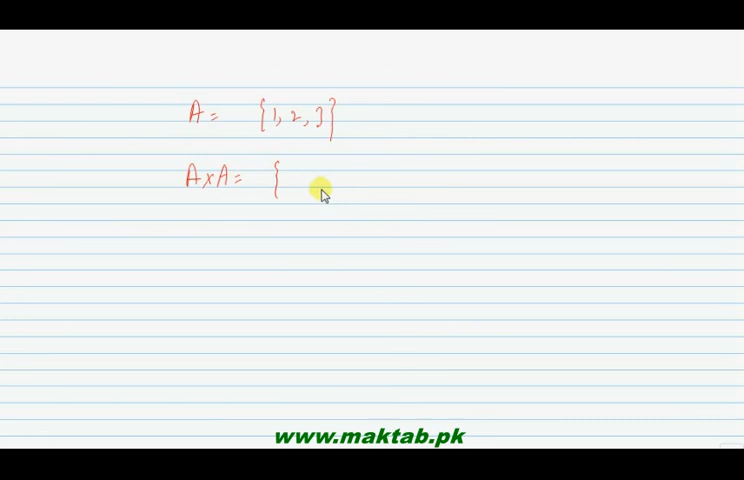 A = {1, 2, 3}
A x A = {
www.maktab.pk